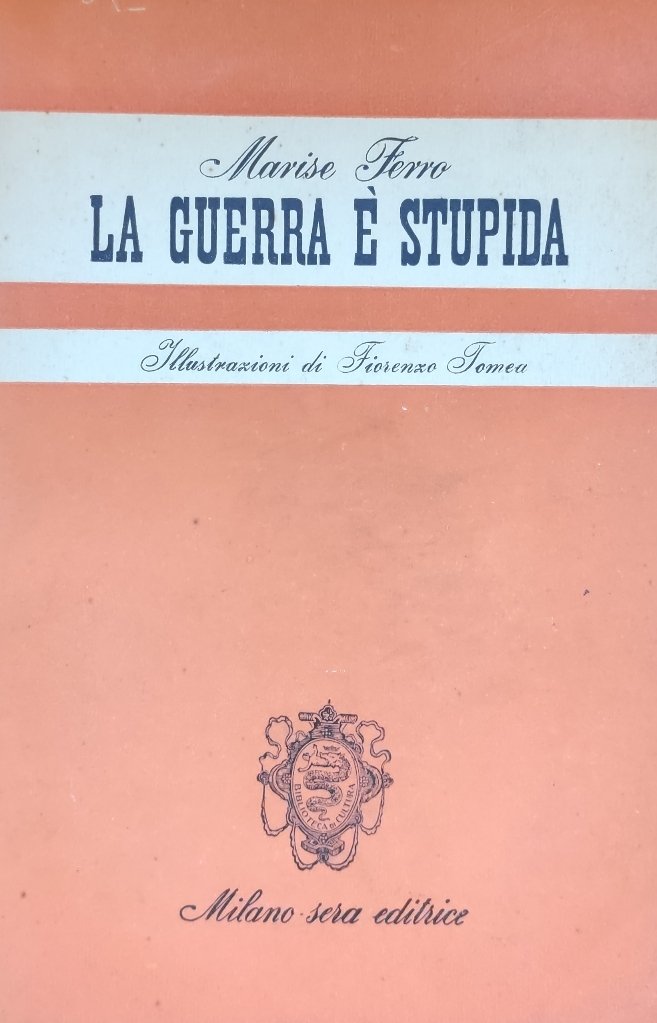 Marise Ferro
LA GUERRA È STUPIDA
Illustrazioni di Fiorenzo Tomea
BIBLIOTECA DI CULTURA
Milano-sera editrice